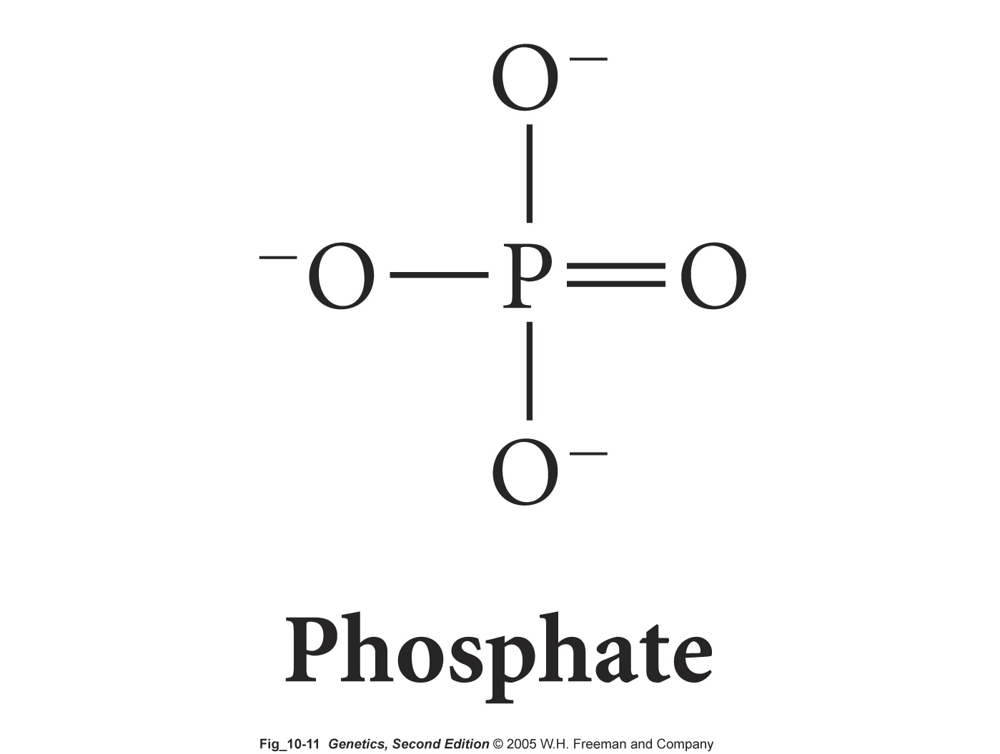 O–
–O P O
O–
Phosphate
Fig_10-11 Genetics, Second Edition © 2005 W.H. Freeman and Company